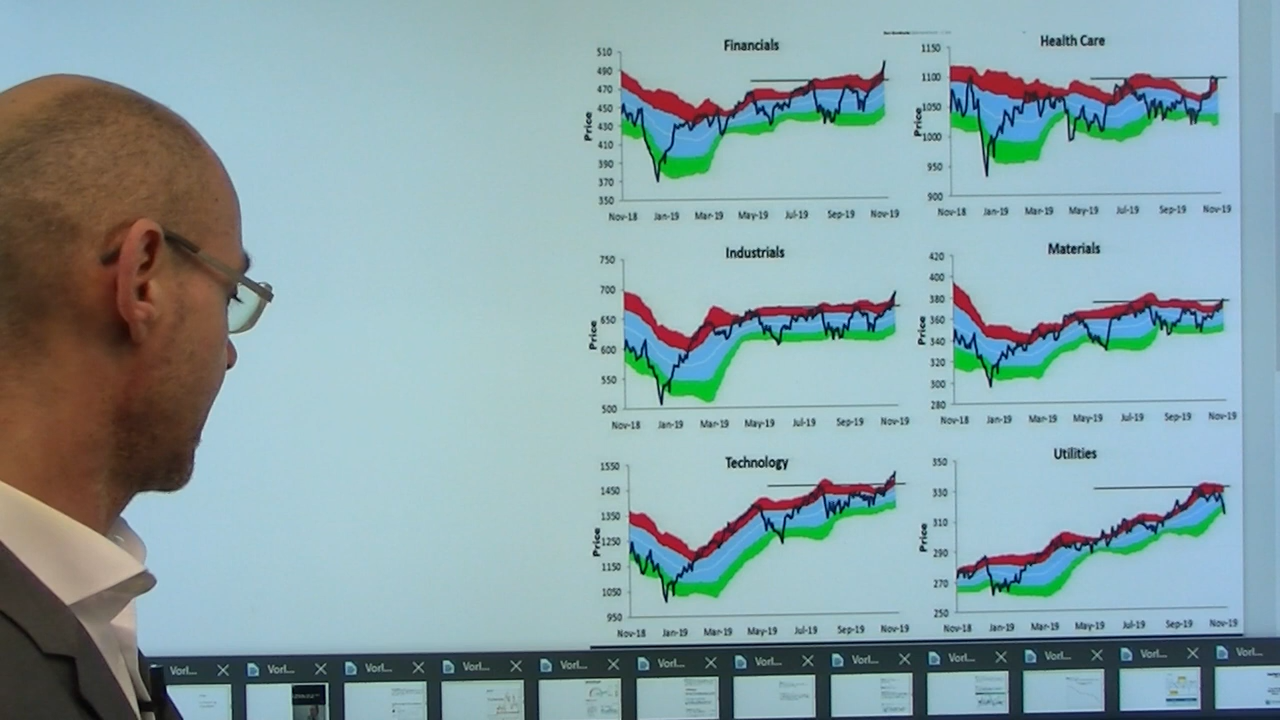 Financials
510
490
470
450
430
410
390
370
350
Price
Nov-18 Jan-19 Mar-19 May-19 Jul-19 Sep-19 Nov-19
Health Care
1150
1100
1050
1000
950
900
Price
Nov-18 Jan-19 Mar-19 May-19 Jul-19 Sep-19 Nov-19
Industrials
750
700
650
600
550
500
Price
Nov-18 Jan-19 Mar-19 May-19 Jul-19 Sep-19 Nov-19
Materials
420
400
380
360
340
320
300
280
Price
Nov-18 Jan-19 Mar-19 May-19 Jul-19 Sep-19 Nov-19
Technology
1550
1450
1350
1250
1150
1050
950
Price
Nov-18 Jan-19 Mar-19 May-19 Jul-19 Sep-19 Nov-19
Utilities
350
330
310
290
270
250
Price
Nov-18 Jan-19 Mar-19 May-19 Jul-19 Sep-19 Nov-19
Vorl... Vorl... Vorl... Vorl... Vorl... Vorl... Vorl... Vorl... Vorl... Vorl... Vorl... Vorl...